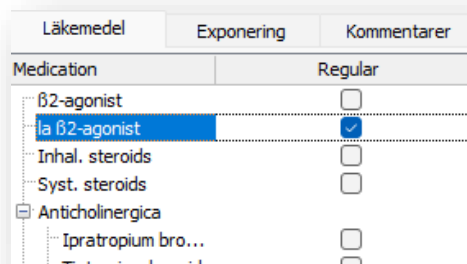 Läkemedel Exponering Kommentarer
Medication Regular
ß2-agonist
la ß2-agonist
Inhal. steroids
Syst. steroids
Anticholinergica
Ipratropium bro...